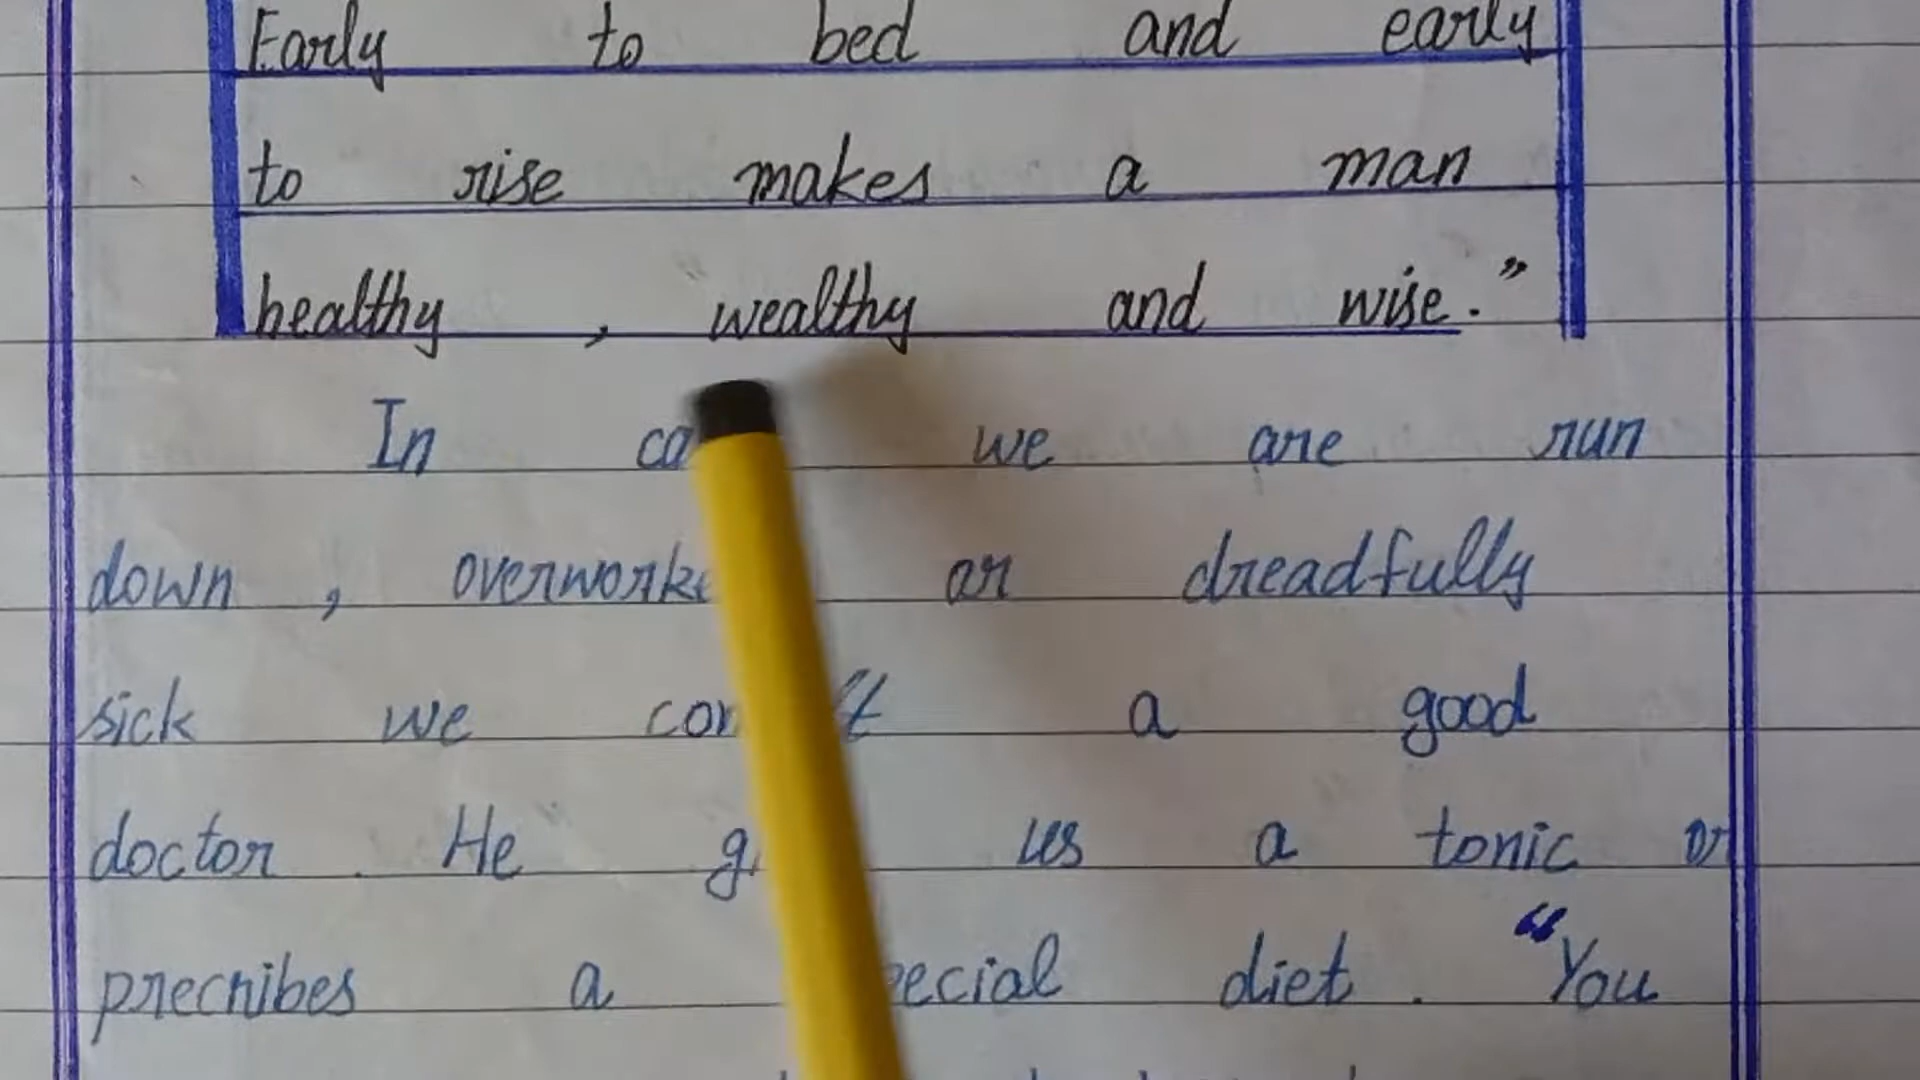 Early to bed and early
to rise makes a man
healthy , wealthy and wise."
In we are run
down , or dreadfully
sick we a good
doctor . He us a tonic or
precribes a diet . "You